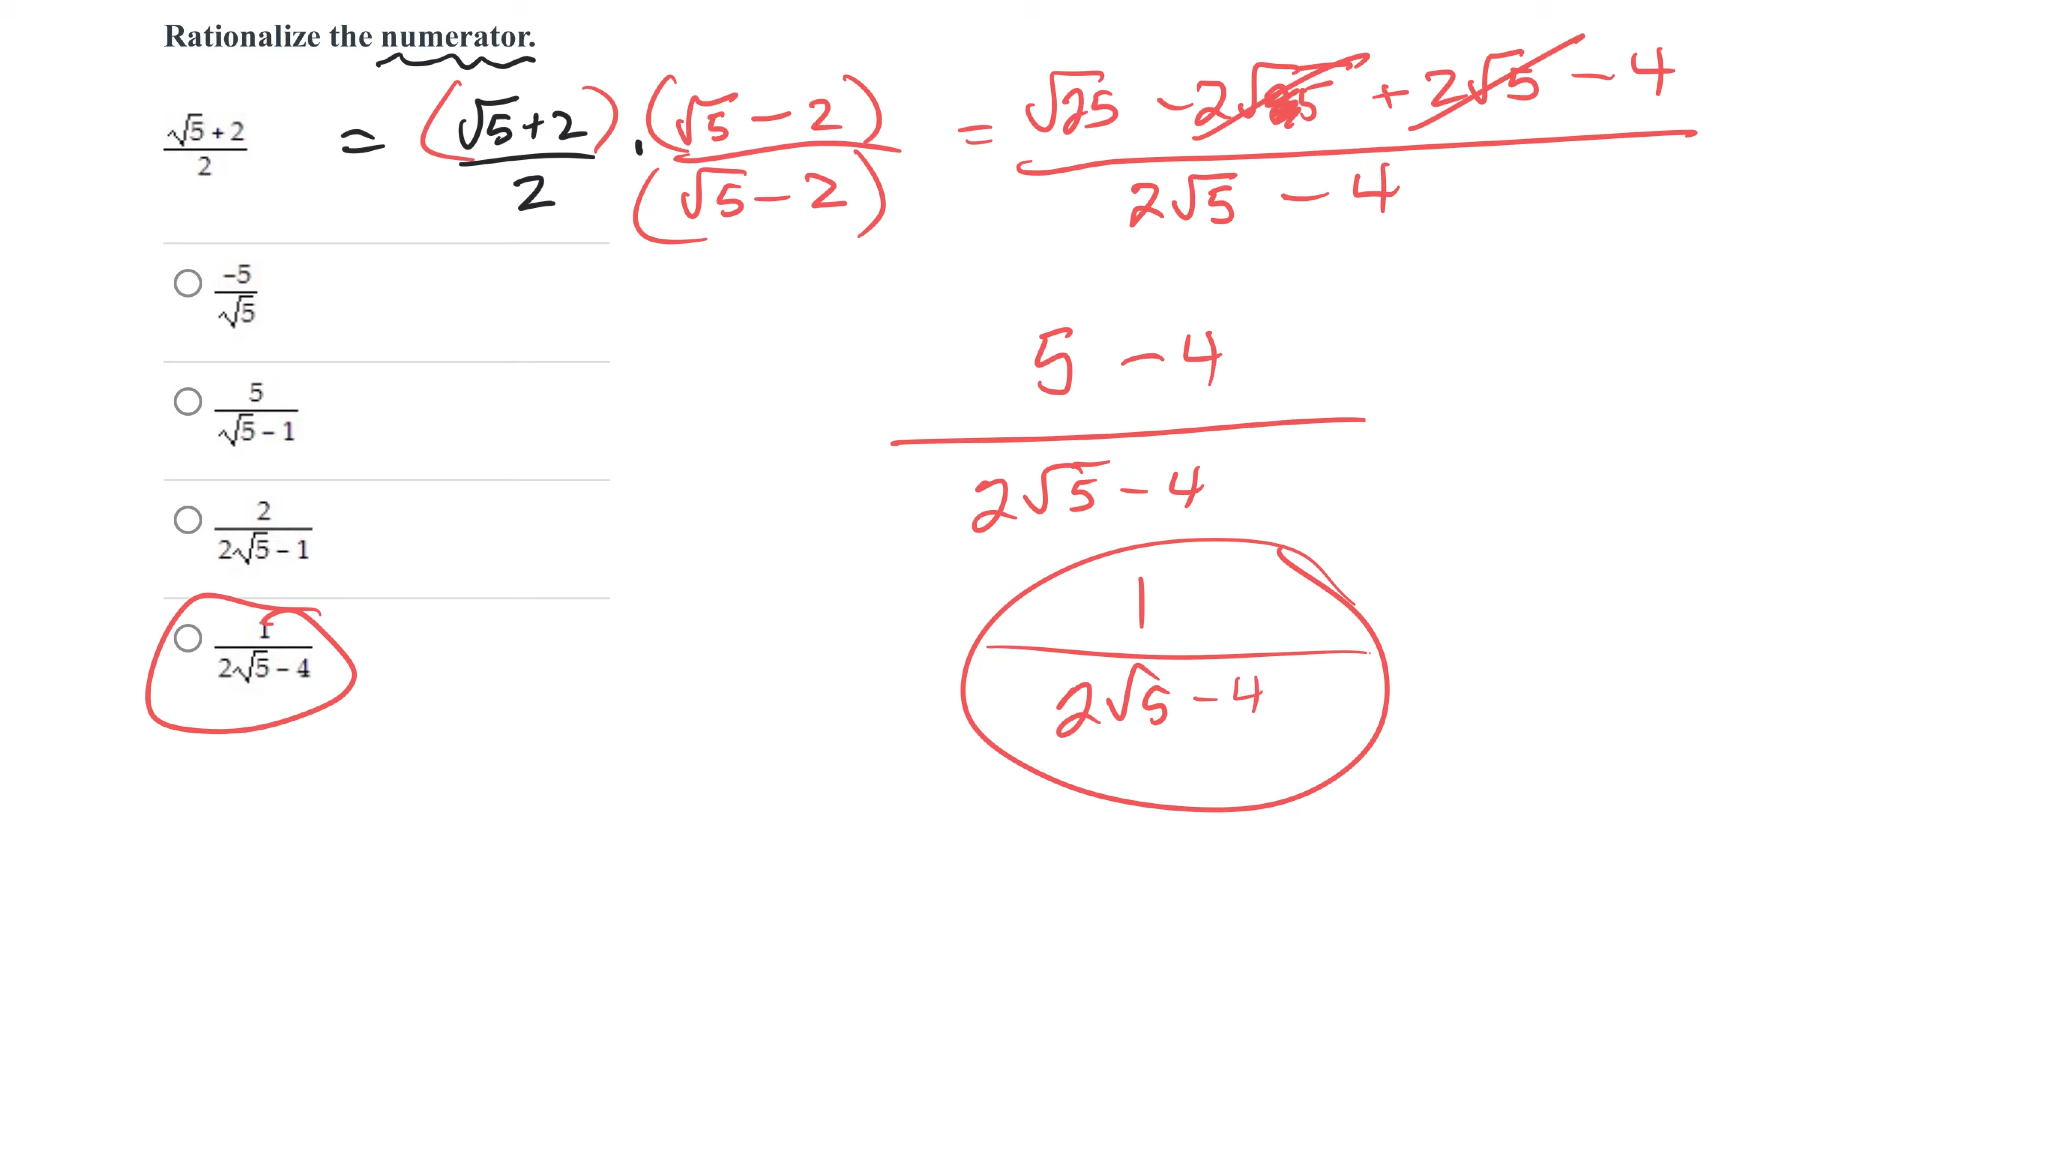 Rationalize the numerator.
(√5 + 2)/2 = (√5+2)/2 · (√5 − 2)/(√5 − 2) = (√25 − 2√5 + 2√5 − 4)/(2√5 − 4)
−5/√5
(5 − 4)/(2√5 − 4)
5/(√5 − 1)
2/(2√5 − 1)
1/(2√5 − 4)
1/(2√5 − 4)